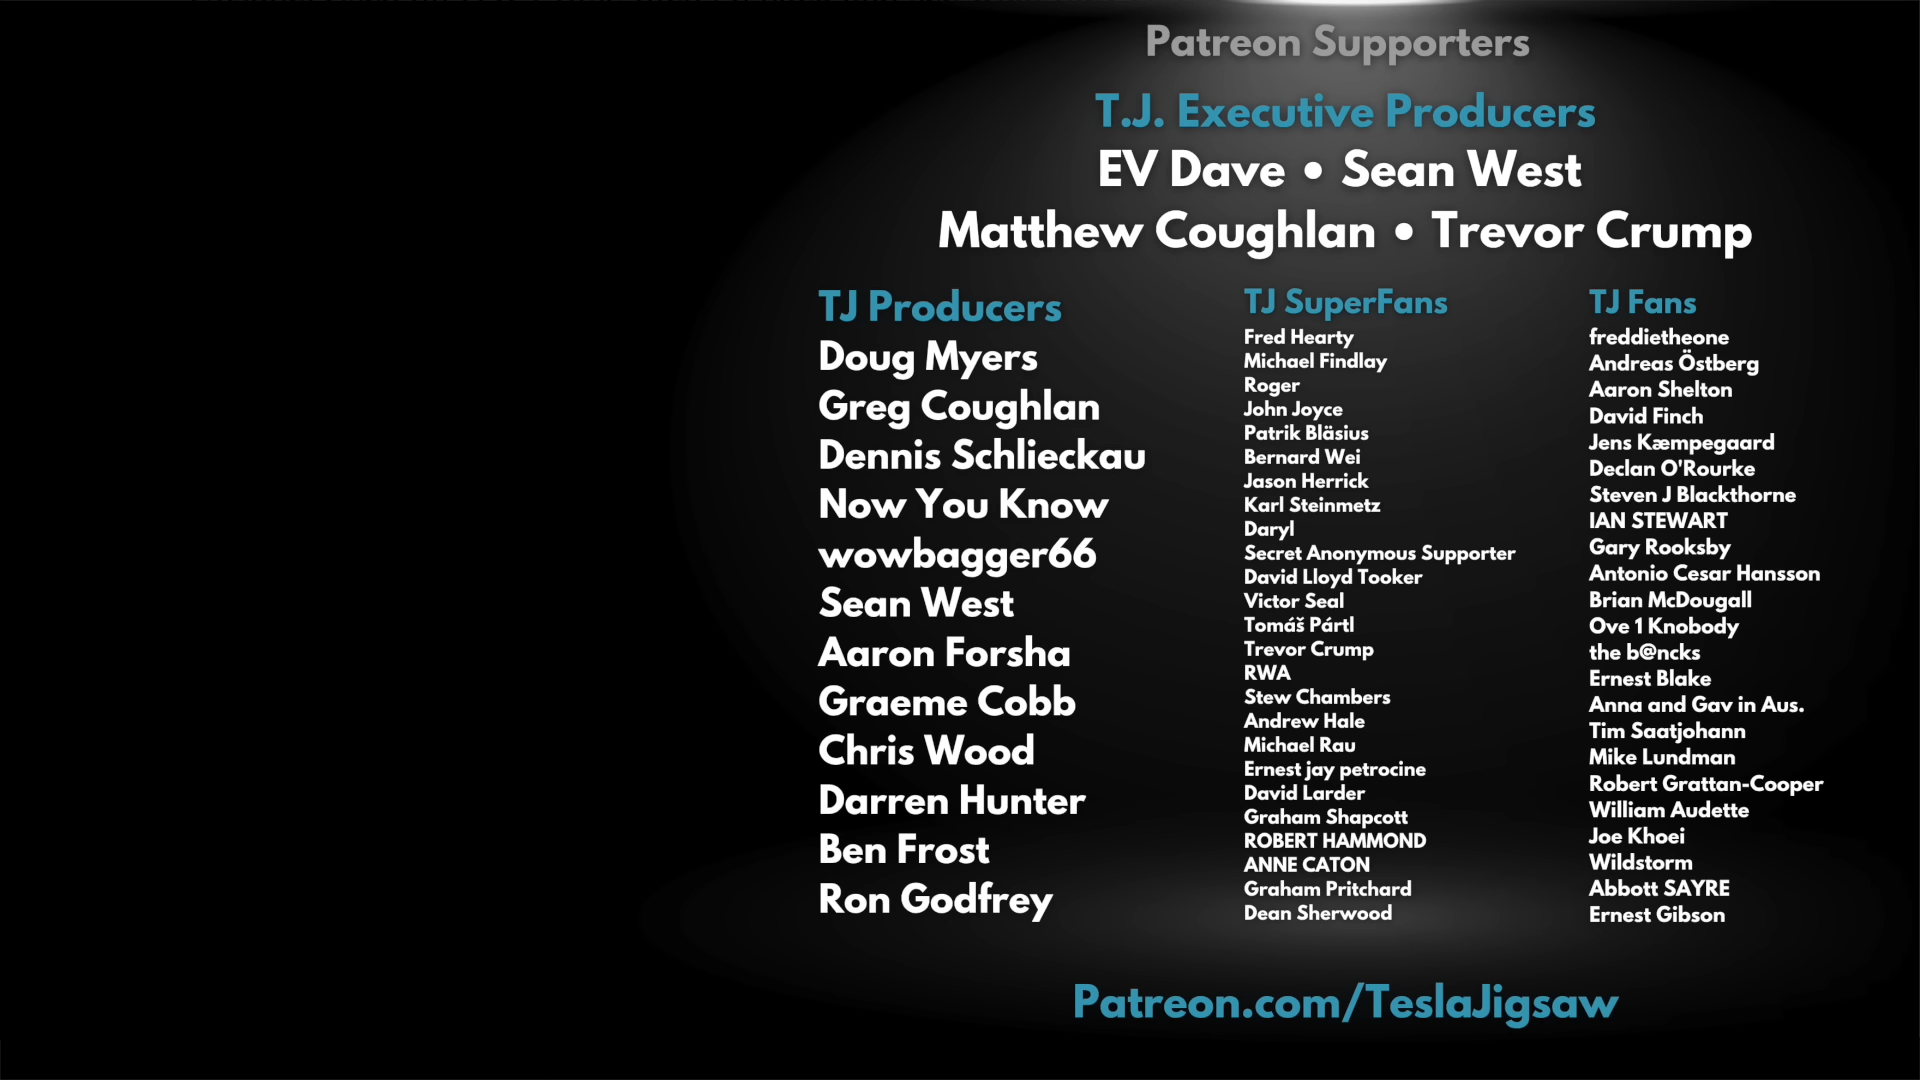 Patreon Supporters
T.J. Executive Producers
EV Dave • Sean West
Matthew Coughlan • Trevor Crump
TJ Producers
Doug Myers
Greg Coughlan
Dennis Schlieckau
Now You Know
wowbagger66
Sean West
Aaron Forsha
Graeme Cobb
Chris Wood
Darren Hunter
Ben Frost
Ron Godfrey
TJ SuperFans
Fred Hearty
Michael Findlay
Roger
John Joyce
Patrik Bläsius
Bernard Wei
Jason Herrick
Karl Steinmetz
Daryl
Secret Anonymous Supporter
David Lloyd Tooker
Victor Seal
Tomáš Pártl
Trevor Crump
RWA
Stew Chambers
Andrew Hale
Michael Rau
Ernest jay petrocine
David Larder
Graham Shapcott
ROBERT HAMMOND
ANNE CATON
Graham Pritchard
Dean Sherwood
TJ Fans
freddietheone
Andreas Östberg
Aaron Shelton
David Finch
Jens Kæmpegaard
Declan O'Rourke
Steven J Blackthorne
IAN STEWART
Gary Rooksby
Antonio Cesar Hansson
Brian McDougall
Ove 1 Knobody
the b@ncks
Ernest Blake
Anna and Gav in Aus.
Tim Saatjohann
Mike Lundman
Robert Grattan-Cooper
William Audette
Joe Khoei
Wildstorm
Abbott SAYRE
Ernest Gibson
Patreon.com/TeslaJigsaw